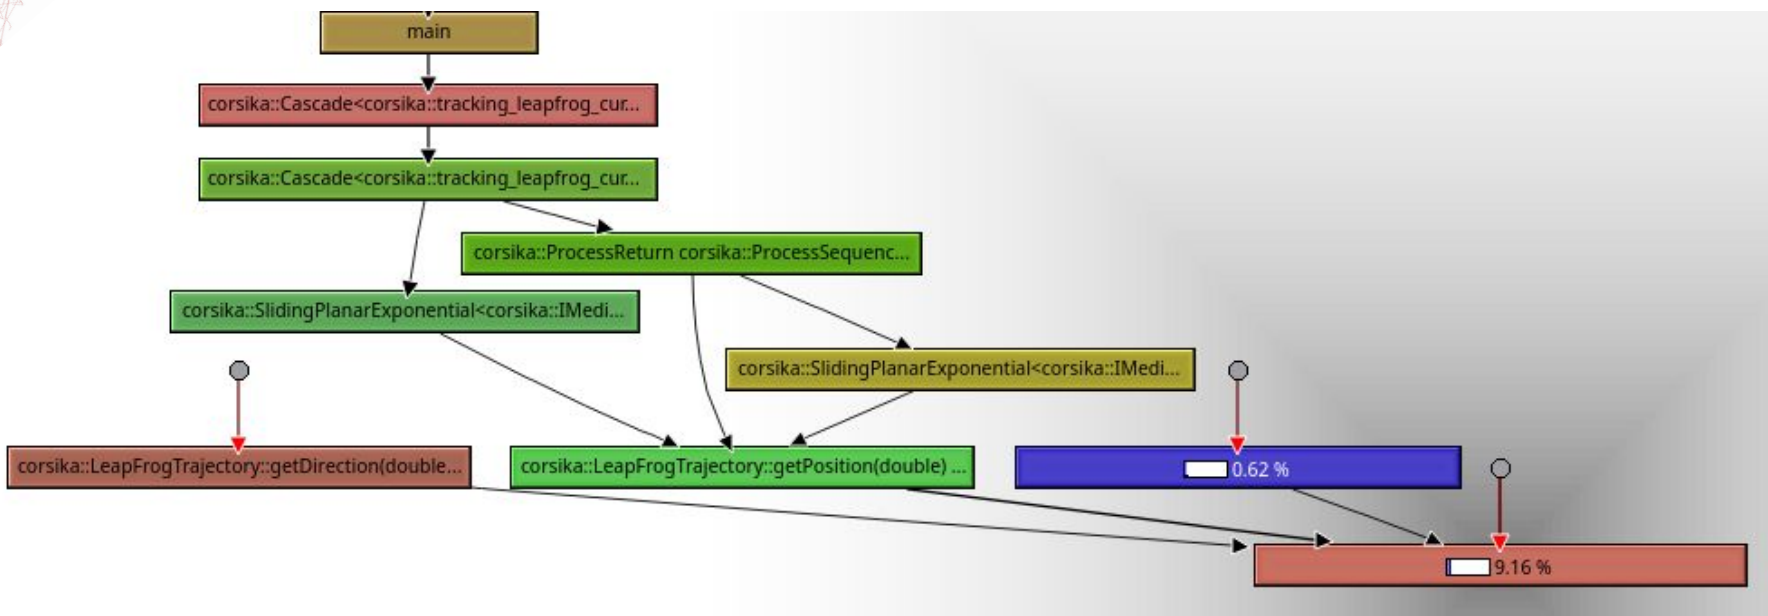 main
corsika::Cascade<corsika::tracking_leapfrog_cur...
corsika::Cascade<corsika::tracking_leapfrog_cur...
corsika::ProcessReturn corsika::ProcessSequenc...
corsika::SlidingPlanarExponential<corsika::IMedi...
corsika::SlidingPlanarExponential<corsika::IMedi...
corsika::LeapFrogTrajectory::getDirection(double...
corsika::LeapFrogTrajectory::getPosition(double) ...
0.62 %
9.16 %